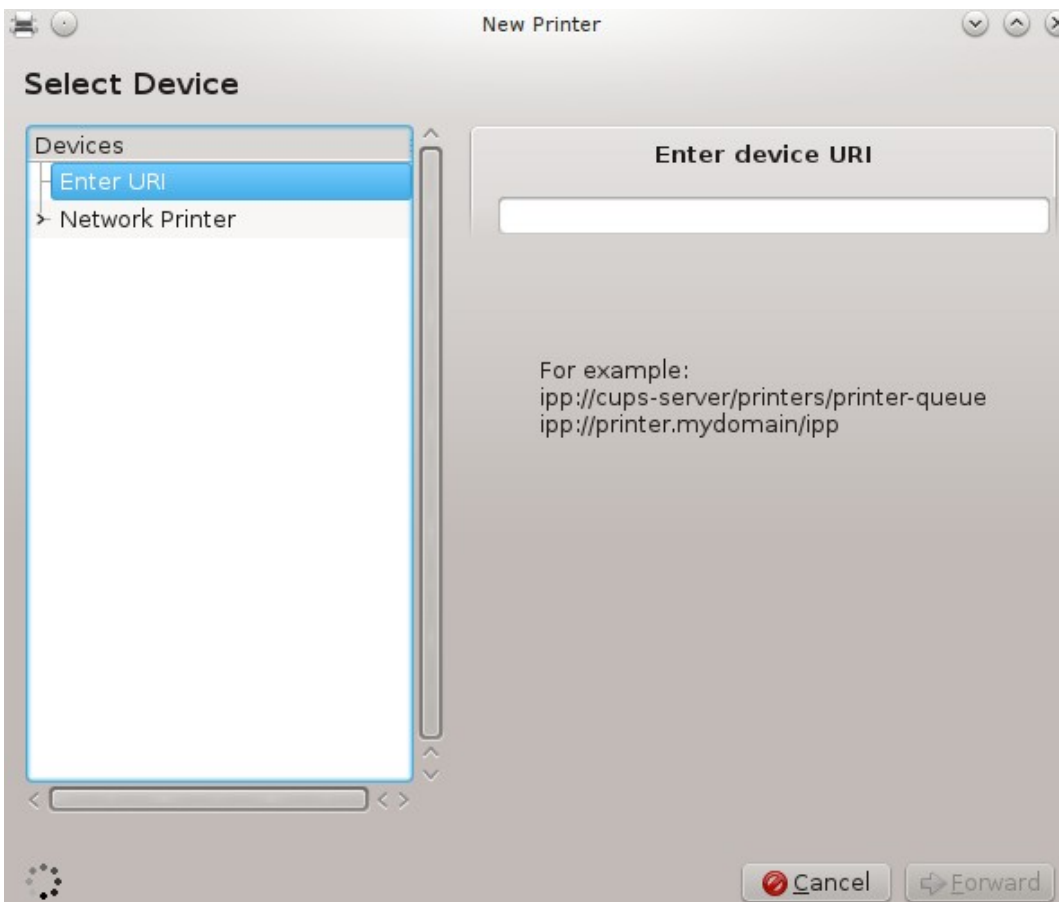 New Printer
Select Device
Devices
Enter URI
Network Printer
Enter device URI
For example:
ipp://cups-server/printers/printer-queue
ipp://printer.mydomain/ipp
Cancel
Forward